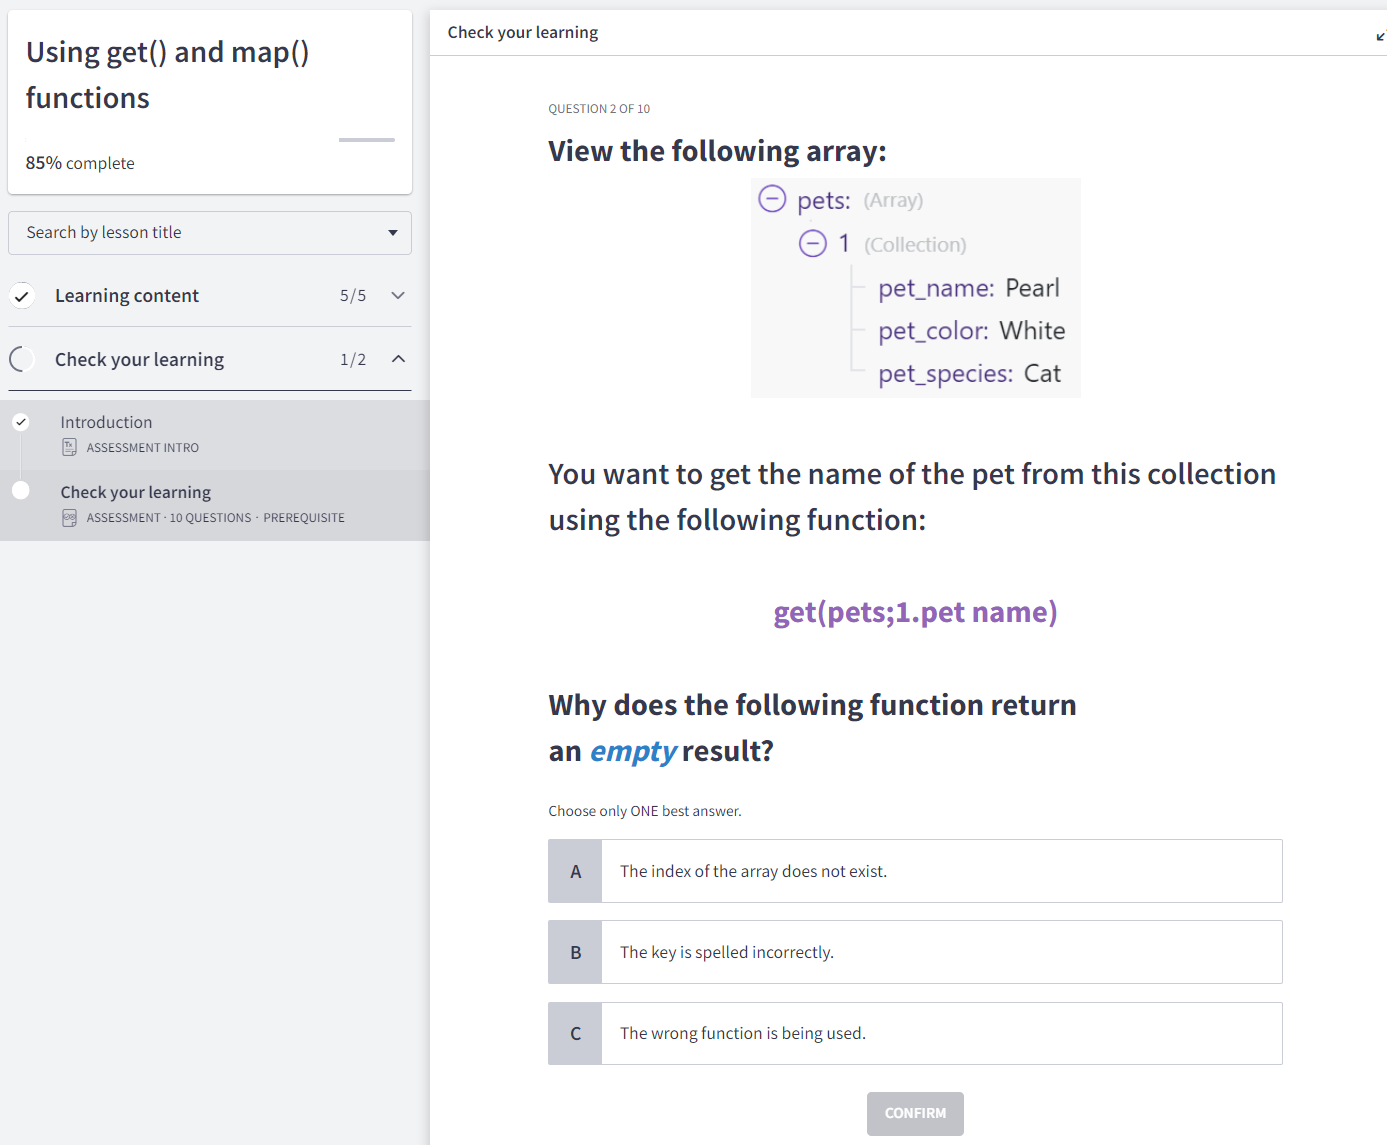 Using get() and map()
functions
85% complete
Search by lesson title
Learning content 5/5
Check your learning 1/2
Introduction
ASSESSMENT INTRO
Check your learning
ASSESSMENT · 10 QUESTIONS · PREREQUISITE
Check your learning
QUESTION 2 OF 10
View the following array:
pets: (Array)
1 (Collection)
pet_name: Pearl
pet_color: White
pet_species: Cat
You want to get the name of the pet from this collection
using the following function:
get(pets;1.pet name)
Why does the following function return
an empty result?
Choose only ONE best answer.
A The index of the array does not exist.
B The key is spelled incorrectly.
C The wrong function is being used.
CONFIRM